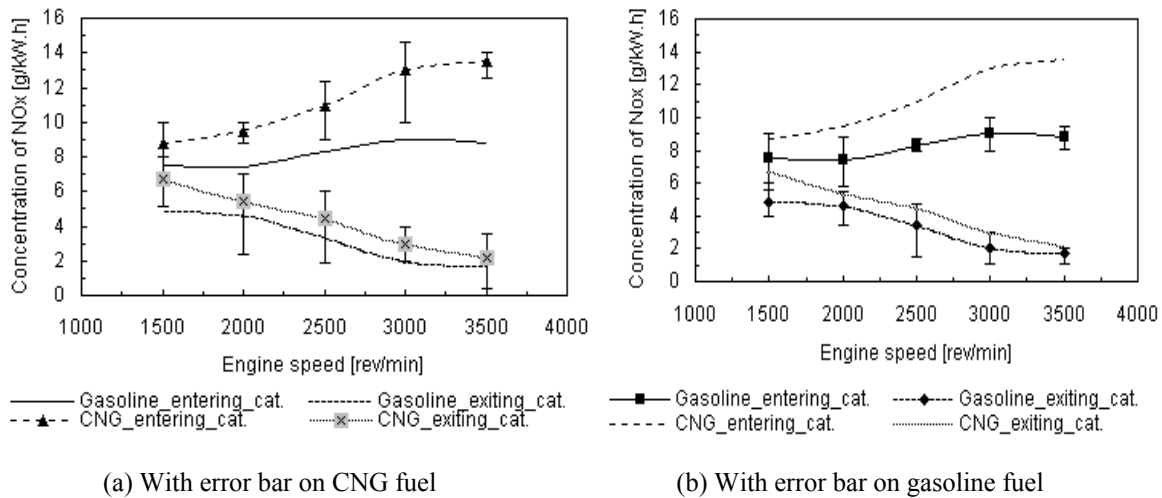 Concentration of NOx [g/kW.h]
16
14
12
10
8
6
4
2
0
1000 1500 2000 2500 3000 3500 4000
Engine speed [rev/min]
Gasoline_entering_cat. Gasoline_exiting_cat.
CNG_entering_cat. CNG_exiting_cat.
(a) With error bar on CNG fuel
Concentration of Nox [g/kW.h]
16
14
12
10
8
6
4
2
0
1000 1500 2000 2500 3000 3500 4000
Engine speed [rev/min]
Gasoline_entering_cat. Gasoline_exiting_cat.
CNG_entering_cat. CNG_exiting_cat.
(b) With error bar on gasoline fuel